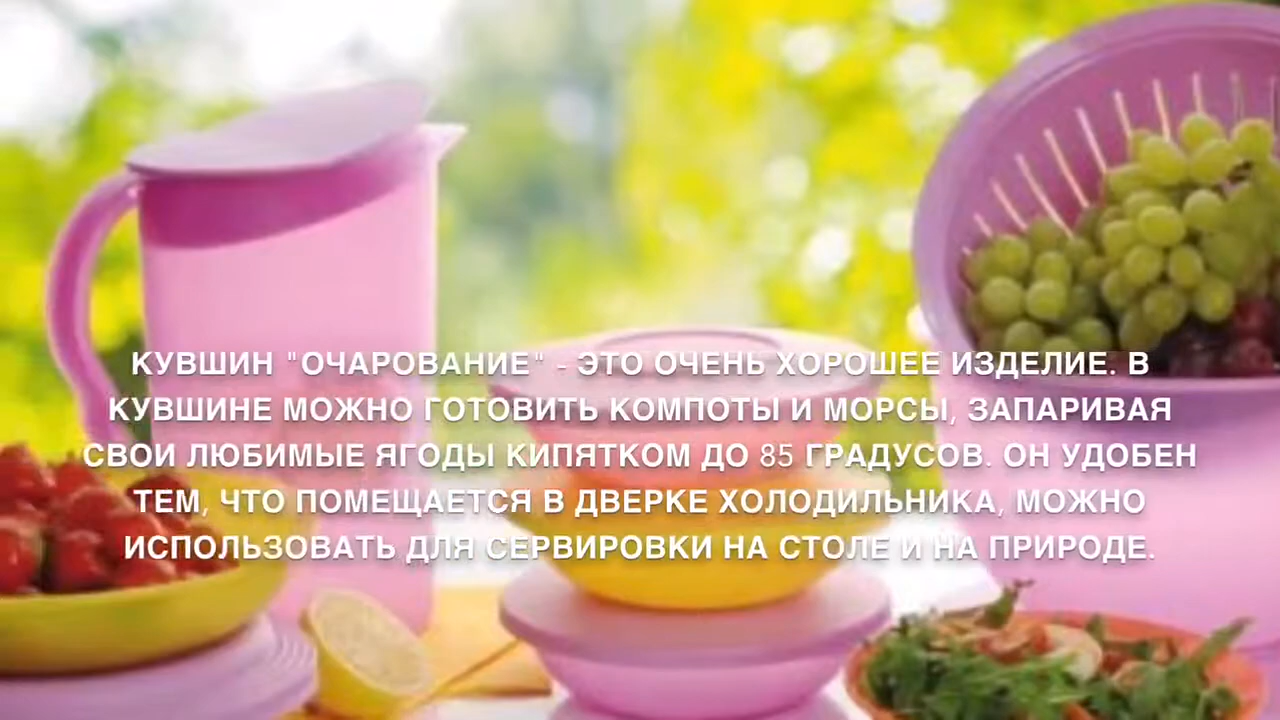 КУВШИН "ОЧАРОВАНИЕ" - ЭТО ОЧЕНЬ ХОРОШЕЕ ИЗДЕЛИЕ. В
КУВШИНЕ МОЖНО ГОТОВИТЬ КОМПОТЫ И МОРСЫ, ЗАПАРИВАЯ
СВОИ ЛЮБИМЫЕ ЯГОДЫ КИПЯТКОМ ДО 85 ГРАДУСОВ. ОН УДОБЕН
ТЕМ, ЧТО ПОМЕЩАЕТСЯ В ДВЕРКЕ ХОЛОДИЛЬНИКА, МОЖНО
ИСПОЛЬЗОВАТЬ ДЛЯ СЕРВИРОВКИ НА СТОЛЕ И НА ПРИРОДЕ.